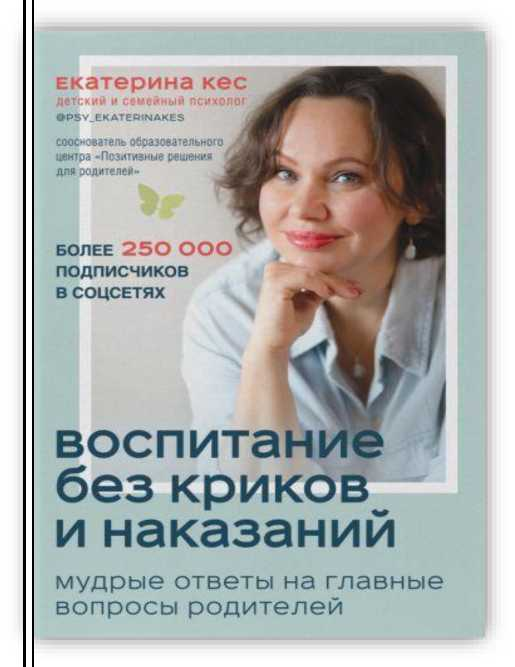 Екатерина Кес
детский и семейный психолог
@PSY_EKATERINAKES
сооснователь образовательного
центра «Позитивные решения
для родителей»
БОЛЕЕ 250 000
ПОДПИСЧИКОВ
В СОЦСЕТЯХ
воспитание
без криков
и наказаний
мудрые ответы на главные
вопросы родителей